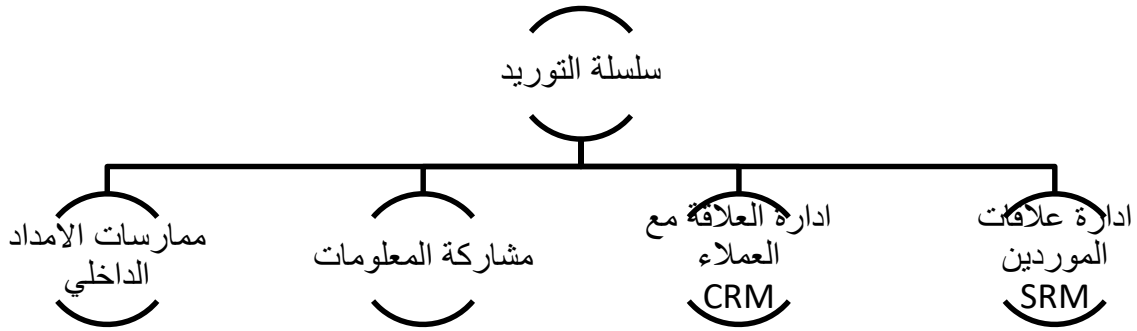 سلسلة التوريد
ادارة علاقات
الموردين
SRM
ادارة العلاقة مع
العملاء
CRM
مشاركة المعلومات
ممارسات الامداد
الداخلي